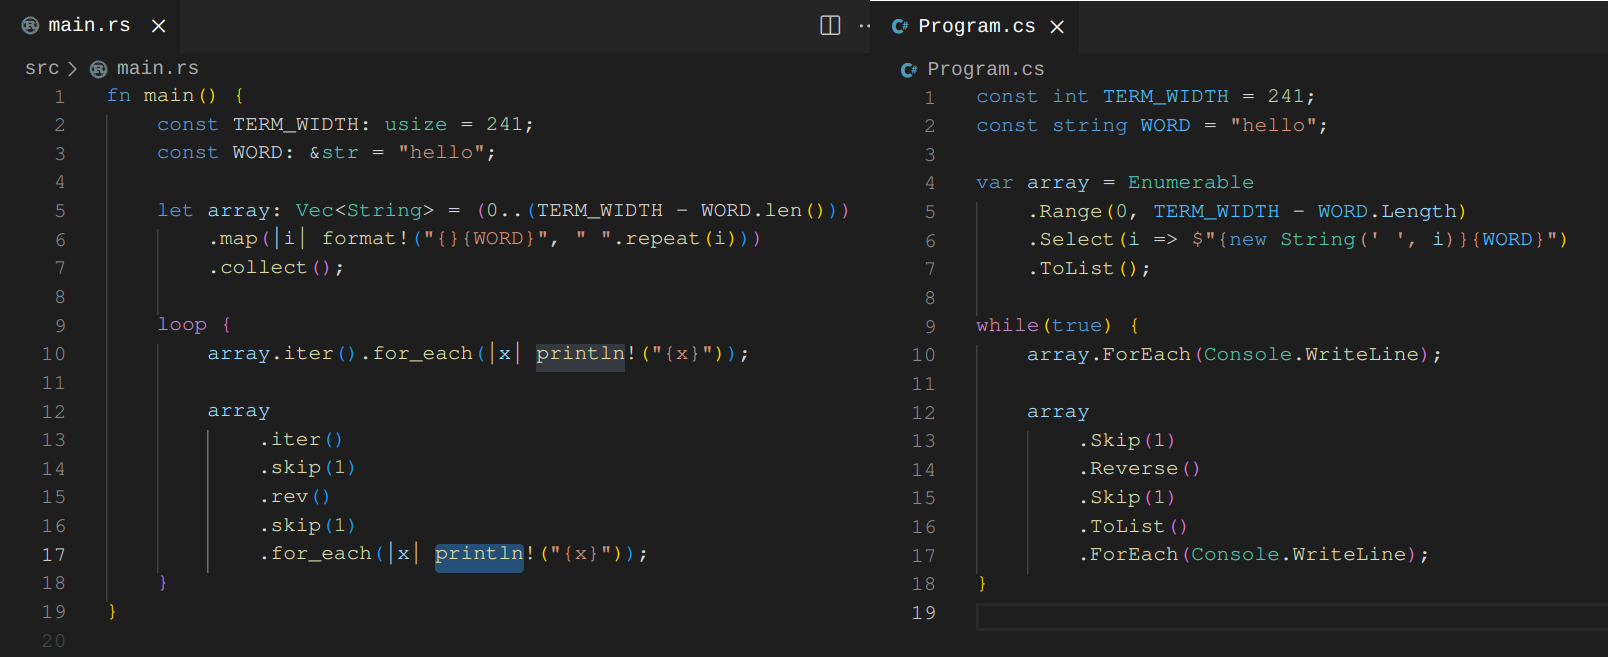 main.rs
src > main.rs
1 fn main() {
2     const TERM_WIDTH: usize = 241;
3     const WORD: &str = "hello";
4
5     let array: Vec<String> = (0..(TERM_WIDTH - WORD.len()))
6         .map(|i| format!("{}{WORD}", " ".repeat(i)))
7         .collect();
8
9     loop {
10         array.iter().for_each(|x| println!("{x}"));
11
12         array
13             .iter()
14             .skip(1)
15             .rev()
16             .skip(1)
17             .for_each(|x| println!("{x}"));
18     }
19 }
20
Program.cs
Program.cs
1 const int TERM_WIDTH = 241;
2 const string WORD = "hello";
3
4 var array = Enumerable
5     .Range(0, TERM_WIDTH - WORD.Length)
6     .Select(i => $"{new String(' ', i)}{WORD}")
7     .ToList();
8
9 while(true) {
10     array.ForEach(Console.WriteLine);
11
12     array
13         .Skip(1)
14         .Reverse()
15         .Skip(1)
16         .ToList()
17         .ForEach(Console.WriteLine);
18 }
19